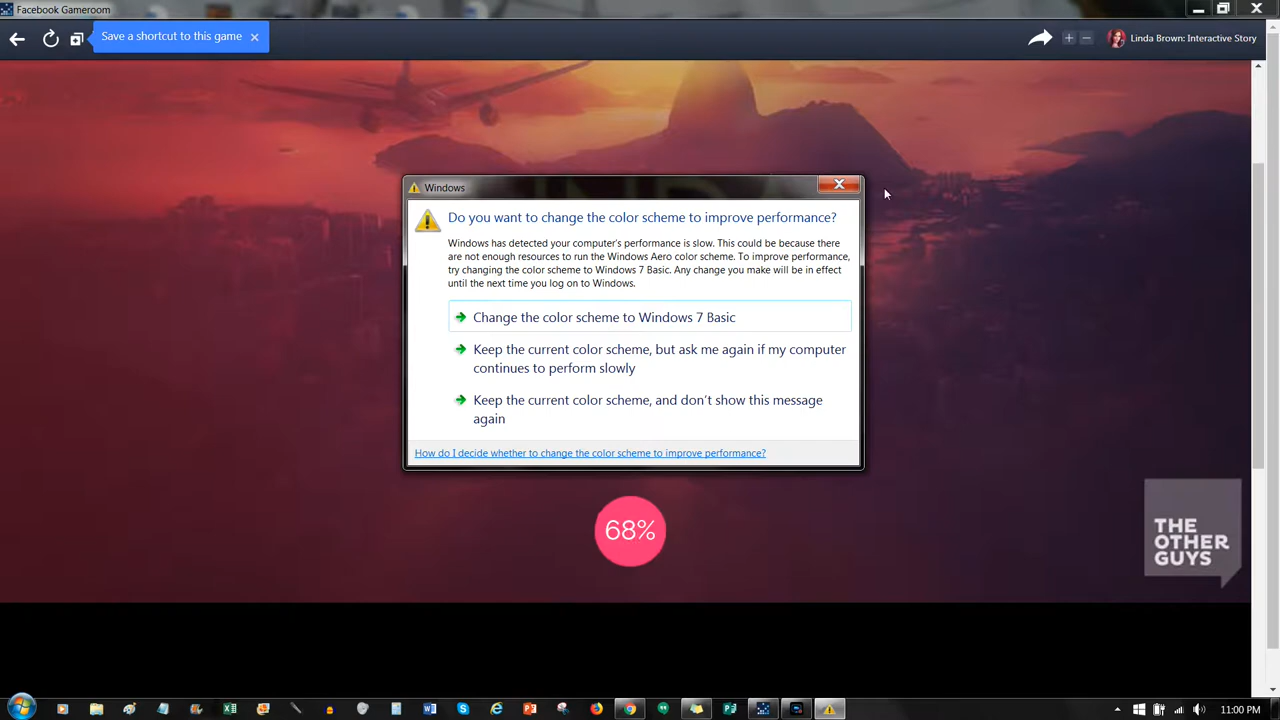 Facebook Gameroom
Save a shortcut to this game
Linda Brown: Interactive Story
Windows
Do you want to change the color scheme to improve performance?
Windows has detected your computer's performance is slow. This could be because there
are not enough resources to run the Windows Aero color scheme. To improve performance,
try changing the color scheme to Windows 7 Basic. Any change you make will be in effect
until the next time you log on to Windows.
Change the color scheme to Windows 7 Basic
Keep the current color scheme, but ask me again if my computer
continues to perform slowly
Keep the current color scheme, and don't show this message
again
How do I decide whether to change the color scheme to improve performance?
68%
THE
OTHER
GUYS
11:00 PM